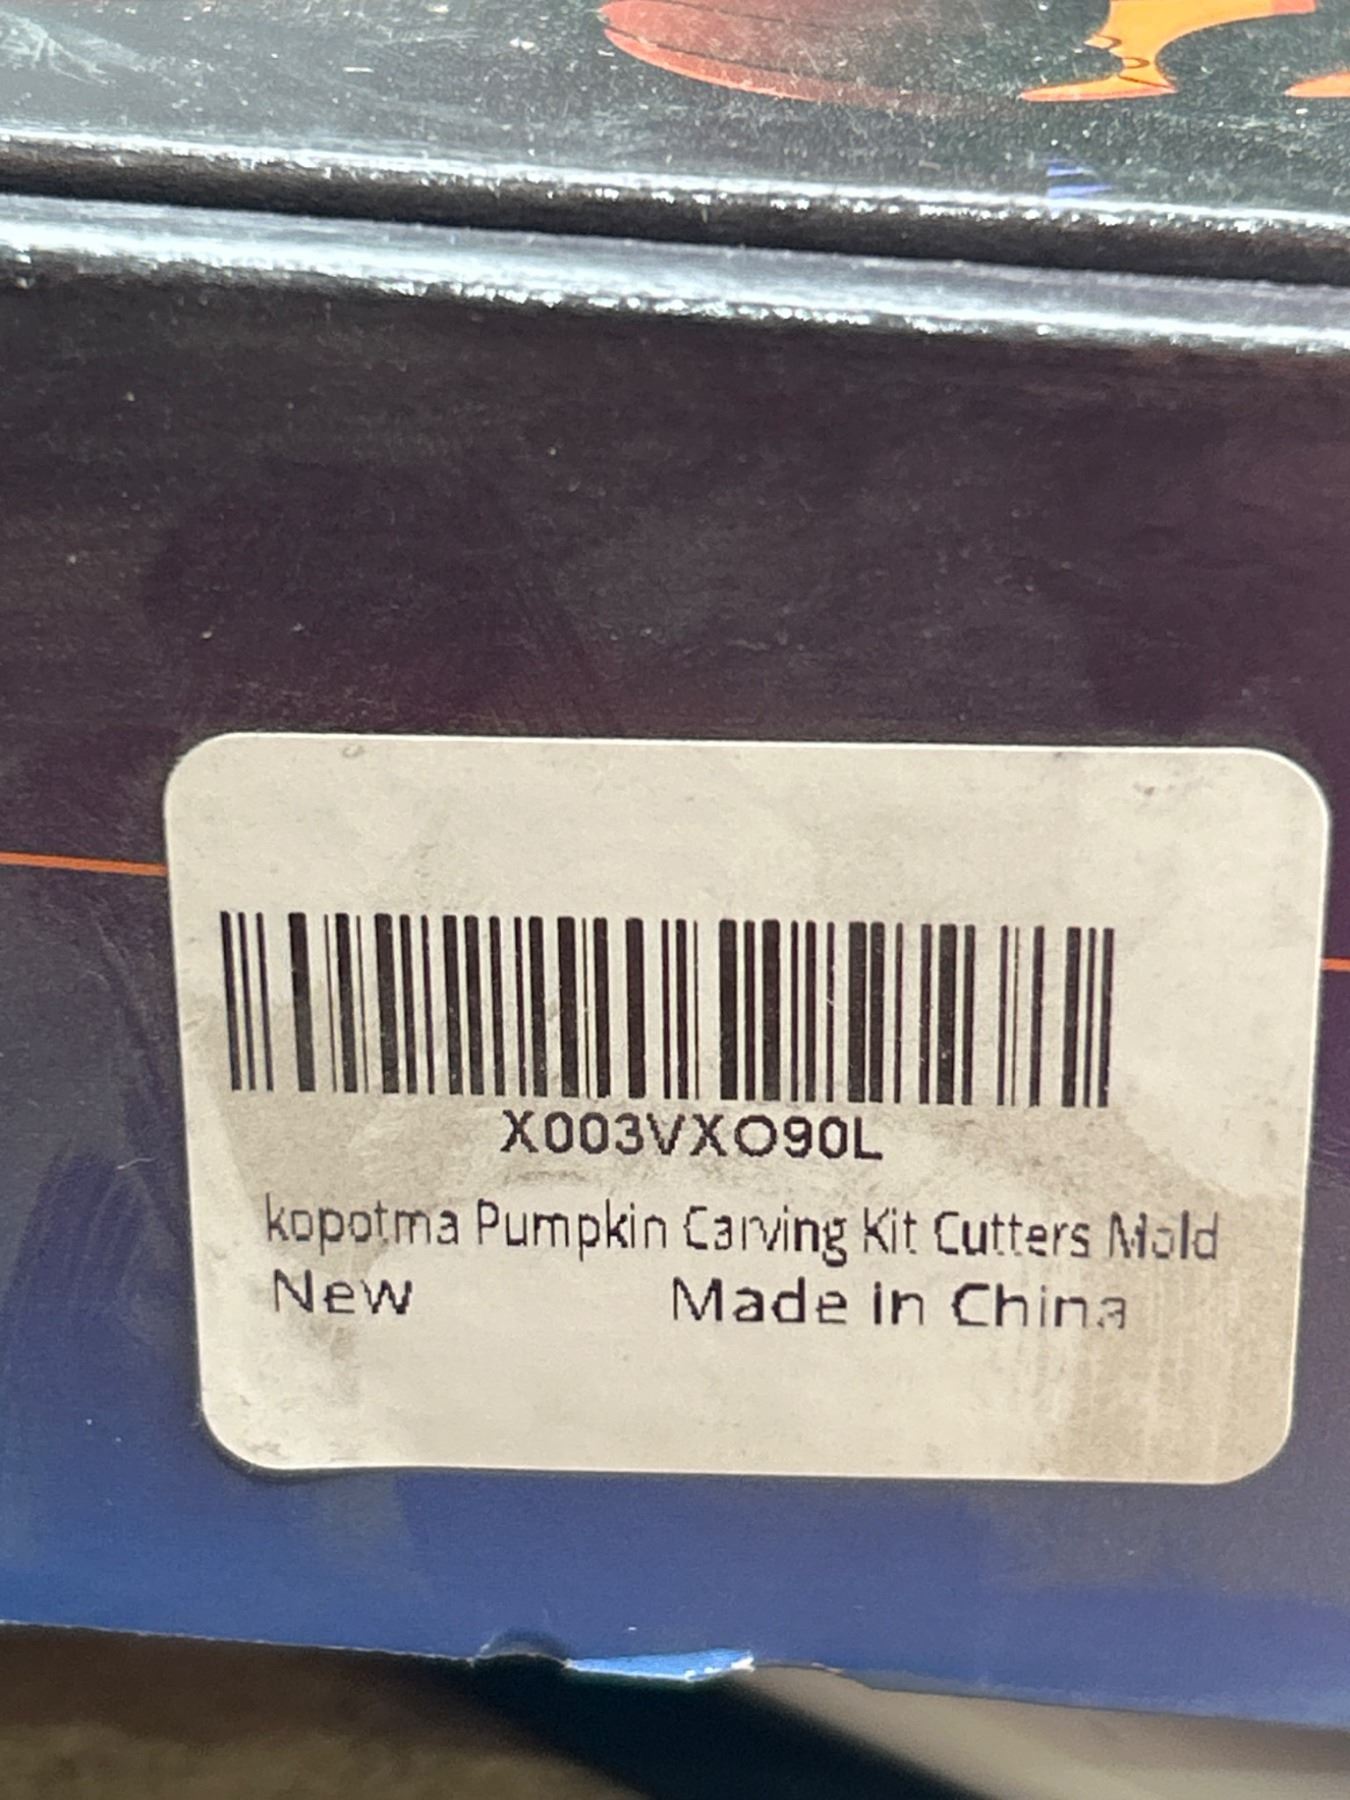 X003VXO90L
kopotma Pumpkin Carving Kit Cutters Mold
New Made in China